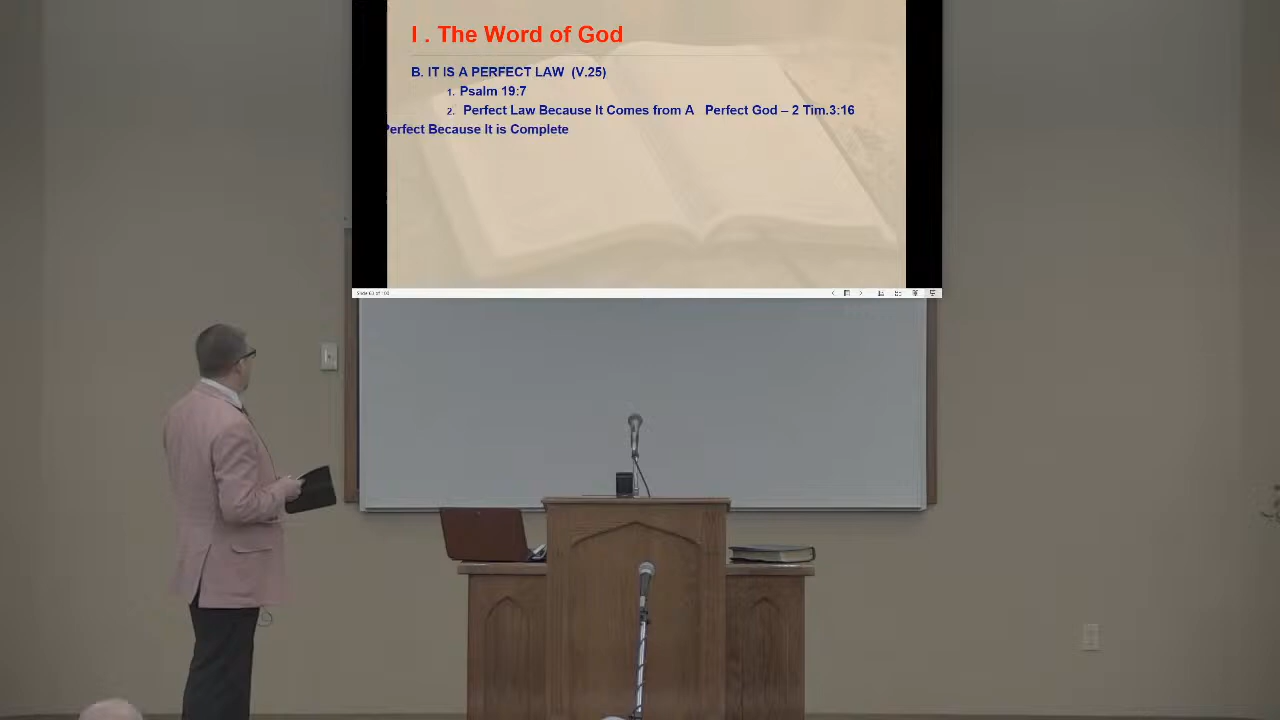 I . The Word of God
B. IT IS A PERFECT LAW (V.25)
1. Psalm 19:7
2. Perfect Law Because It Comes from A Perfect God – 2 Tim.3:16
Perfect Because It is Complete